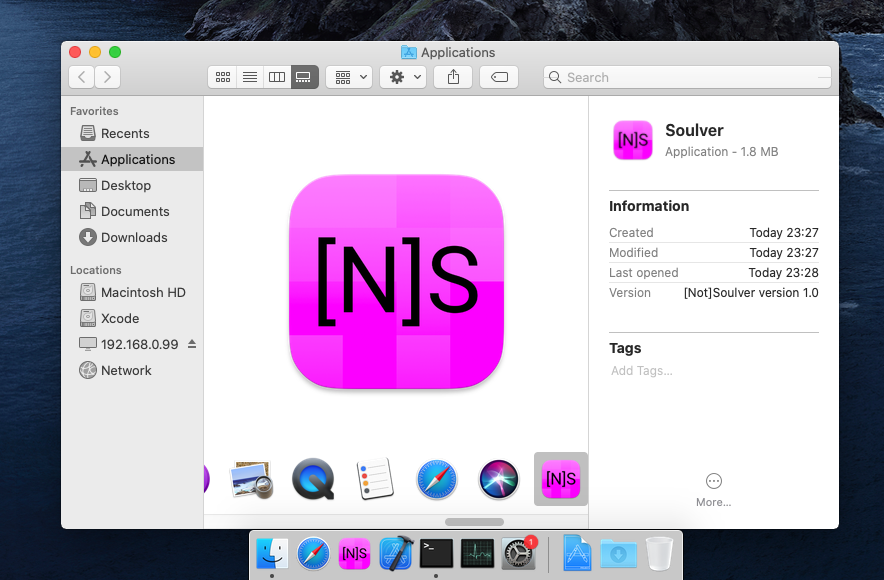 Applications
Search
Favorites
Recents
Applications
Desktop
Documents
Downloads
Locations
Macintosh HD
Xcode
192.168.0.99
Network
[N]S
[N]S
[N]S
Soulver
Application - 1.8 MB
Information
Created Today 23:27
Modified Today 23:27
Last opened Today 23:28
Version [Not]Soulver version 1.0
Tags
Add Tags...
More...
[N]S
>_
1